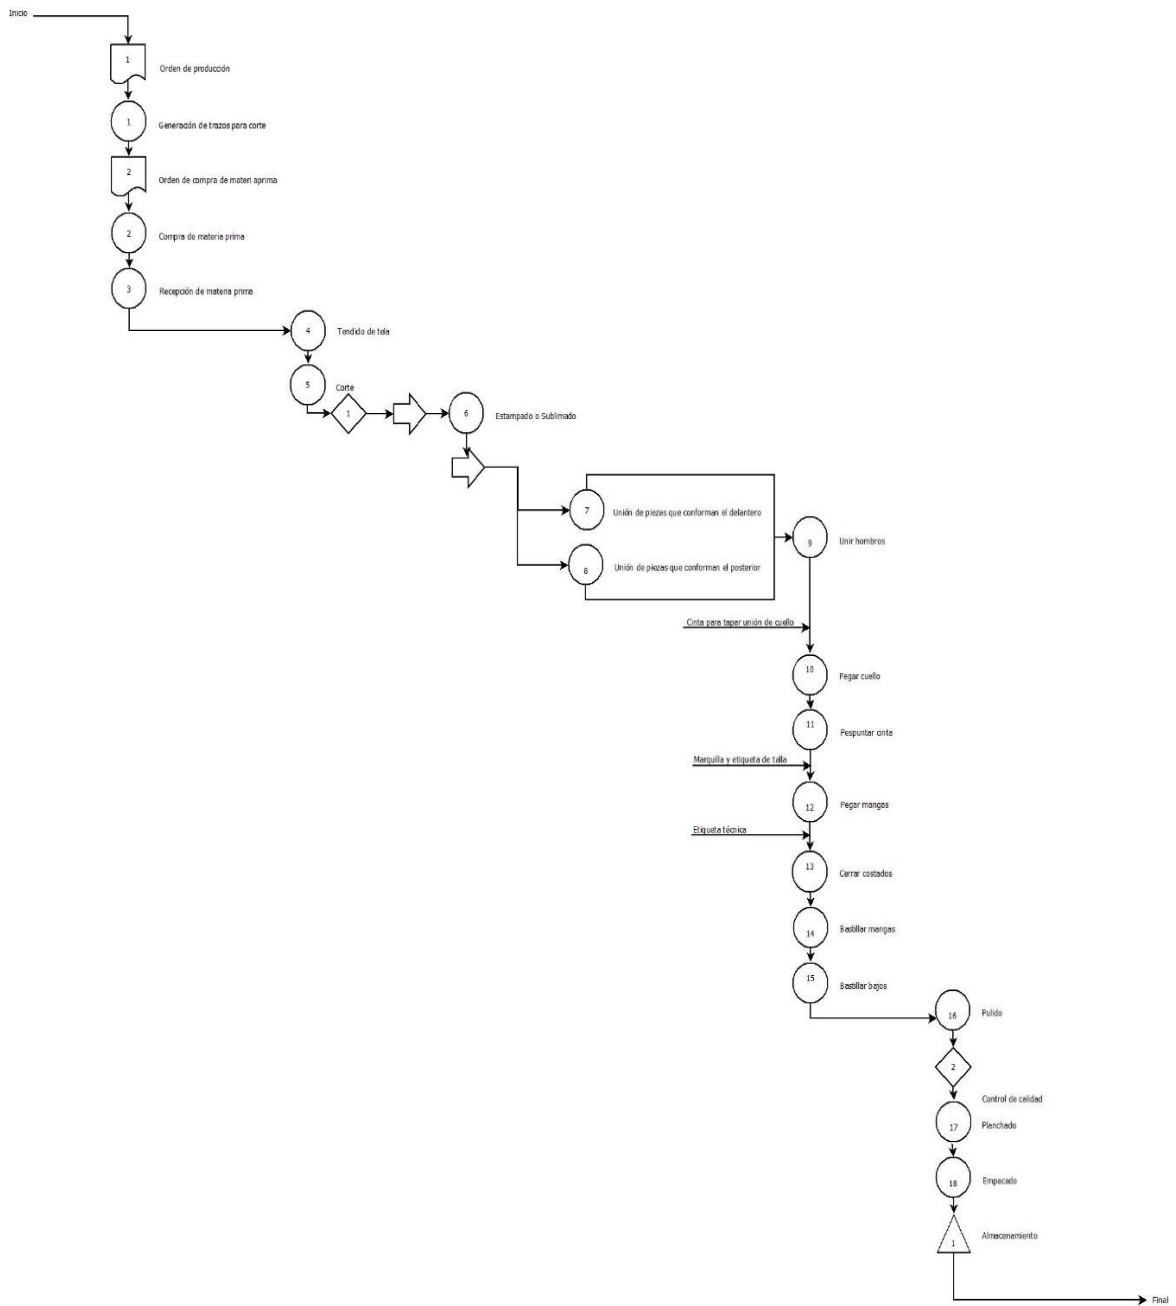 Inicio
1
Orden de producción
1
Generación de trazos para corte
2
Orden de compra de materi aprima
2
Compra de materia prima
3
Recepción de materia prima
4
Tendido de tela
5
Corte
1
6
Estampado o Sublimado
7
Unión de piezas que conforman el delantero
8
Unión de piezas que conforman el posterior
9
Unir hombros
Cinta para tapar unión de cuello
10
Pegar cuello
11
Pespuntar cinta
Marquilla y etiqueta de talla
12
Pegar mangas
Etiqueta técnica
13
Cerrar costados
14
Bastillar mangas
15
Bastillar bajos
16
Pulido
2
Control de calidad
17
Planchado
18
Empacado
1
Almacenamiento
Final